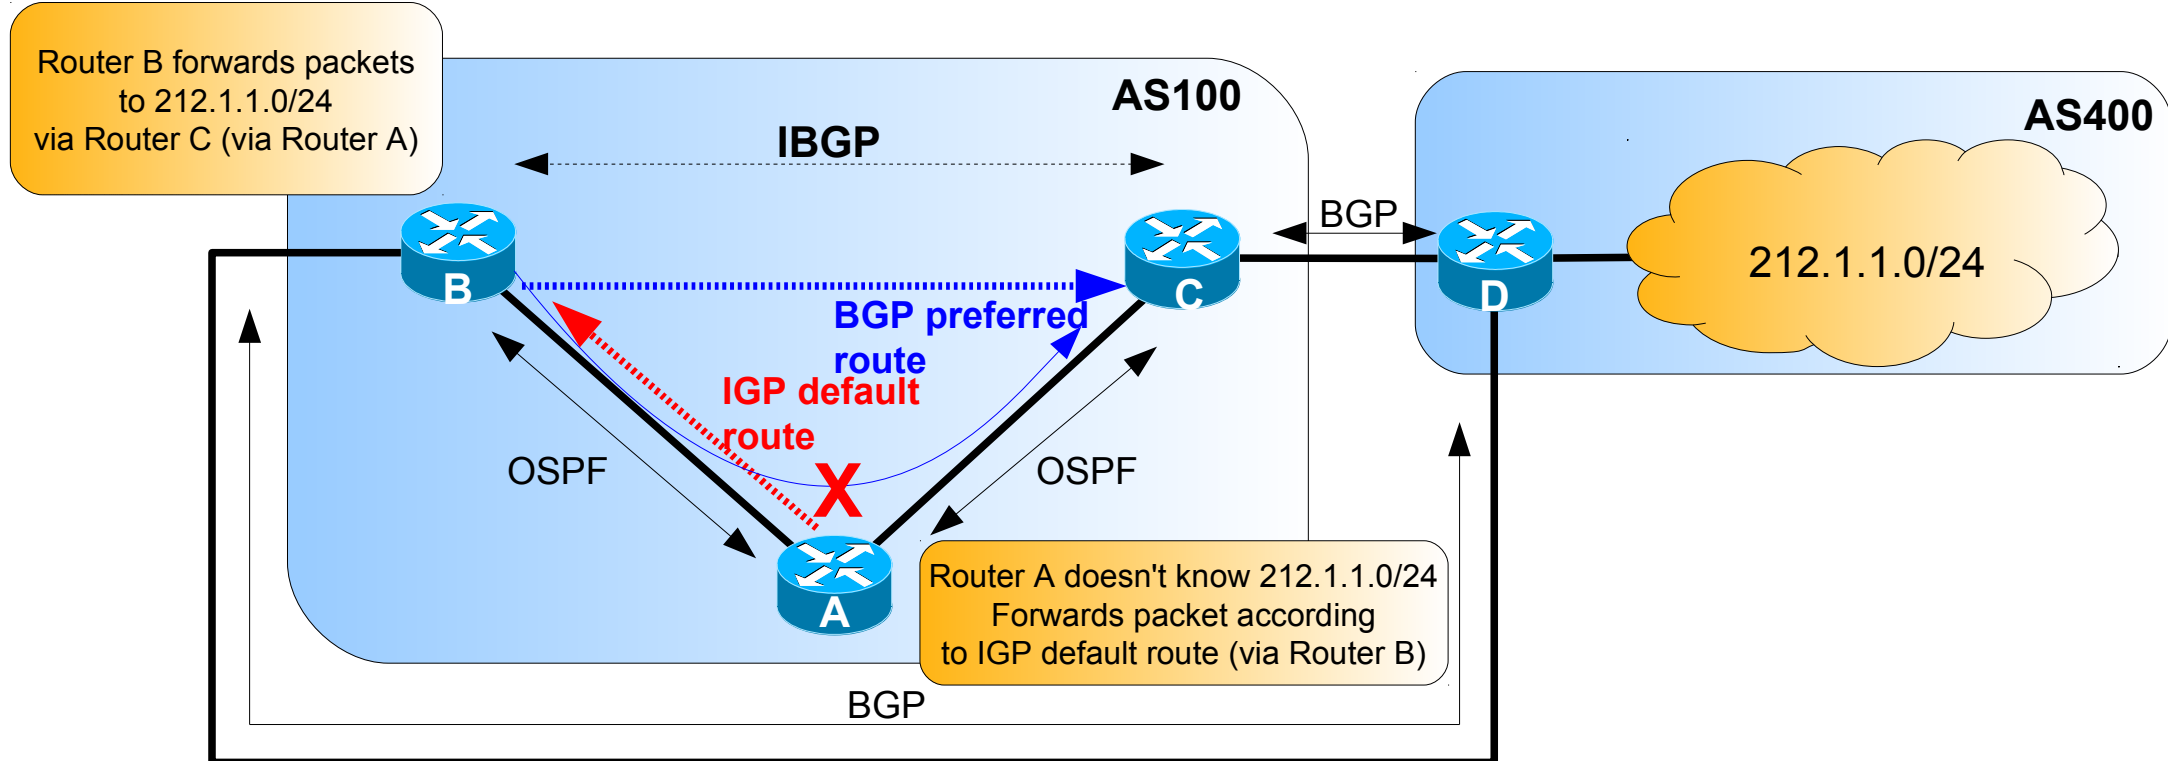 Router B forwards packets
to 212.1.1.0/24
via Router C (via Router A)
AS100
AS400
IBGP
BGP
B
C
D
212.1.1.0/24
BGP preferred
route
IGP default
route
OSPF
OSPF
X
A
Router A doesn't know 212.1.1.0/24
Forwards packet according
to IGP default route (via Router B)
BGP